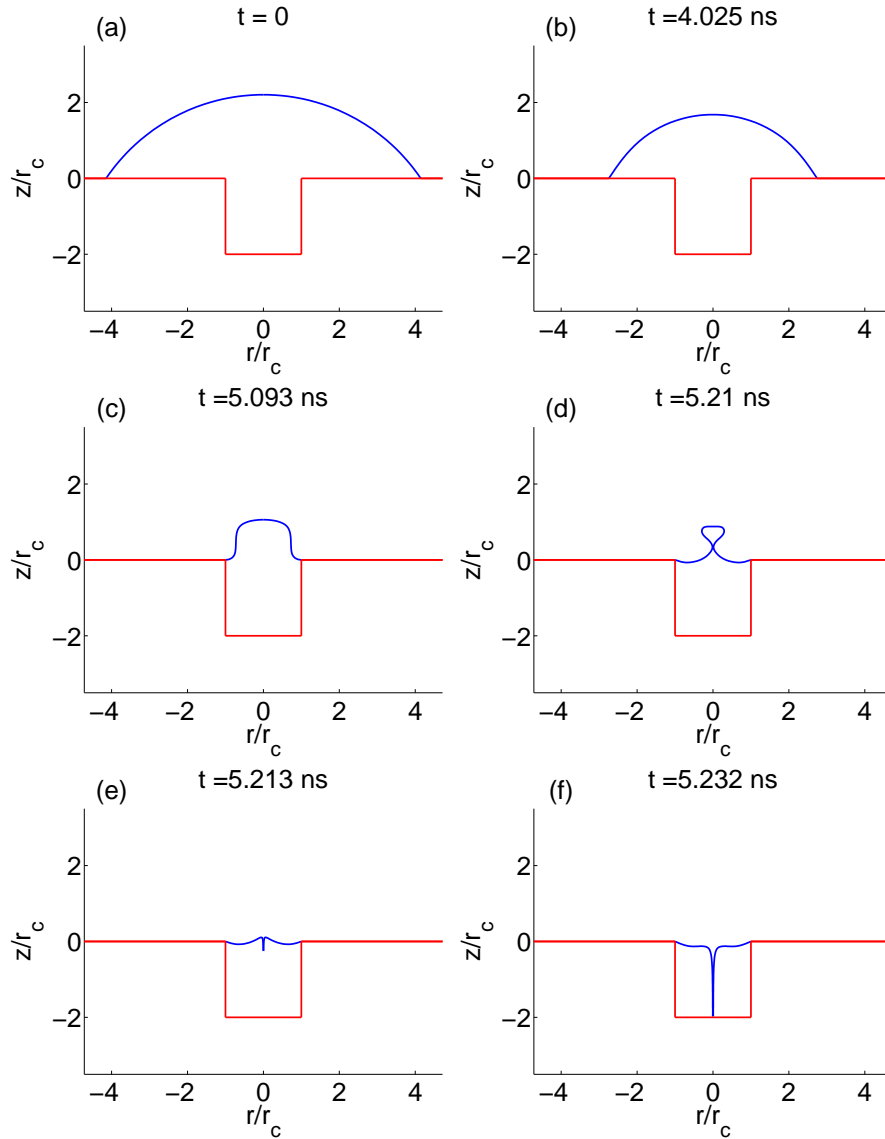 (a) t = 0
z/r_c
2
0
−2
−4 −2 0 2 4
r/r_c
(b) t =4.025 ns
z/r_c
2
0
−2
−4 −2 0 2 4
r/r_c
(c) t =5.093 ns
z/r_c
2
0
−2
−4 −2 0 2 4
r/r_c
(d) t =5.21 ns
z/r_c
2
0
−2
−4 −2 0 2 4
r/r_c
(e) t =5.213 ns
z/r_c
2
0
−2
−4 −2 0 2 4
r/r_c
(f) t =5.232 ns
z/r_c
2
0
−2
−4 −2 0 2 4
r/r_c